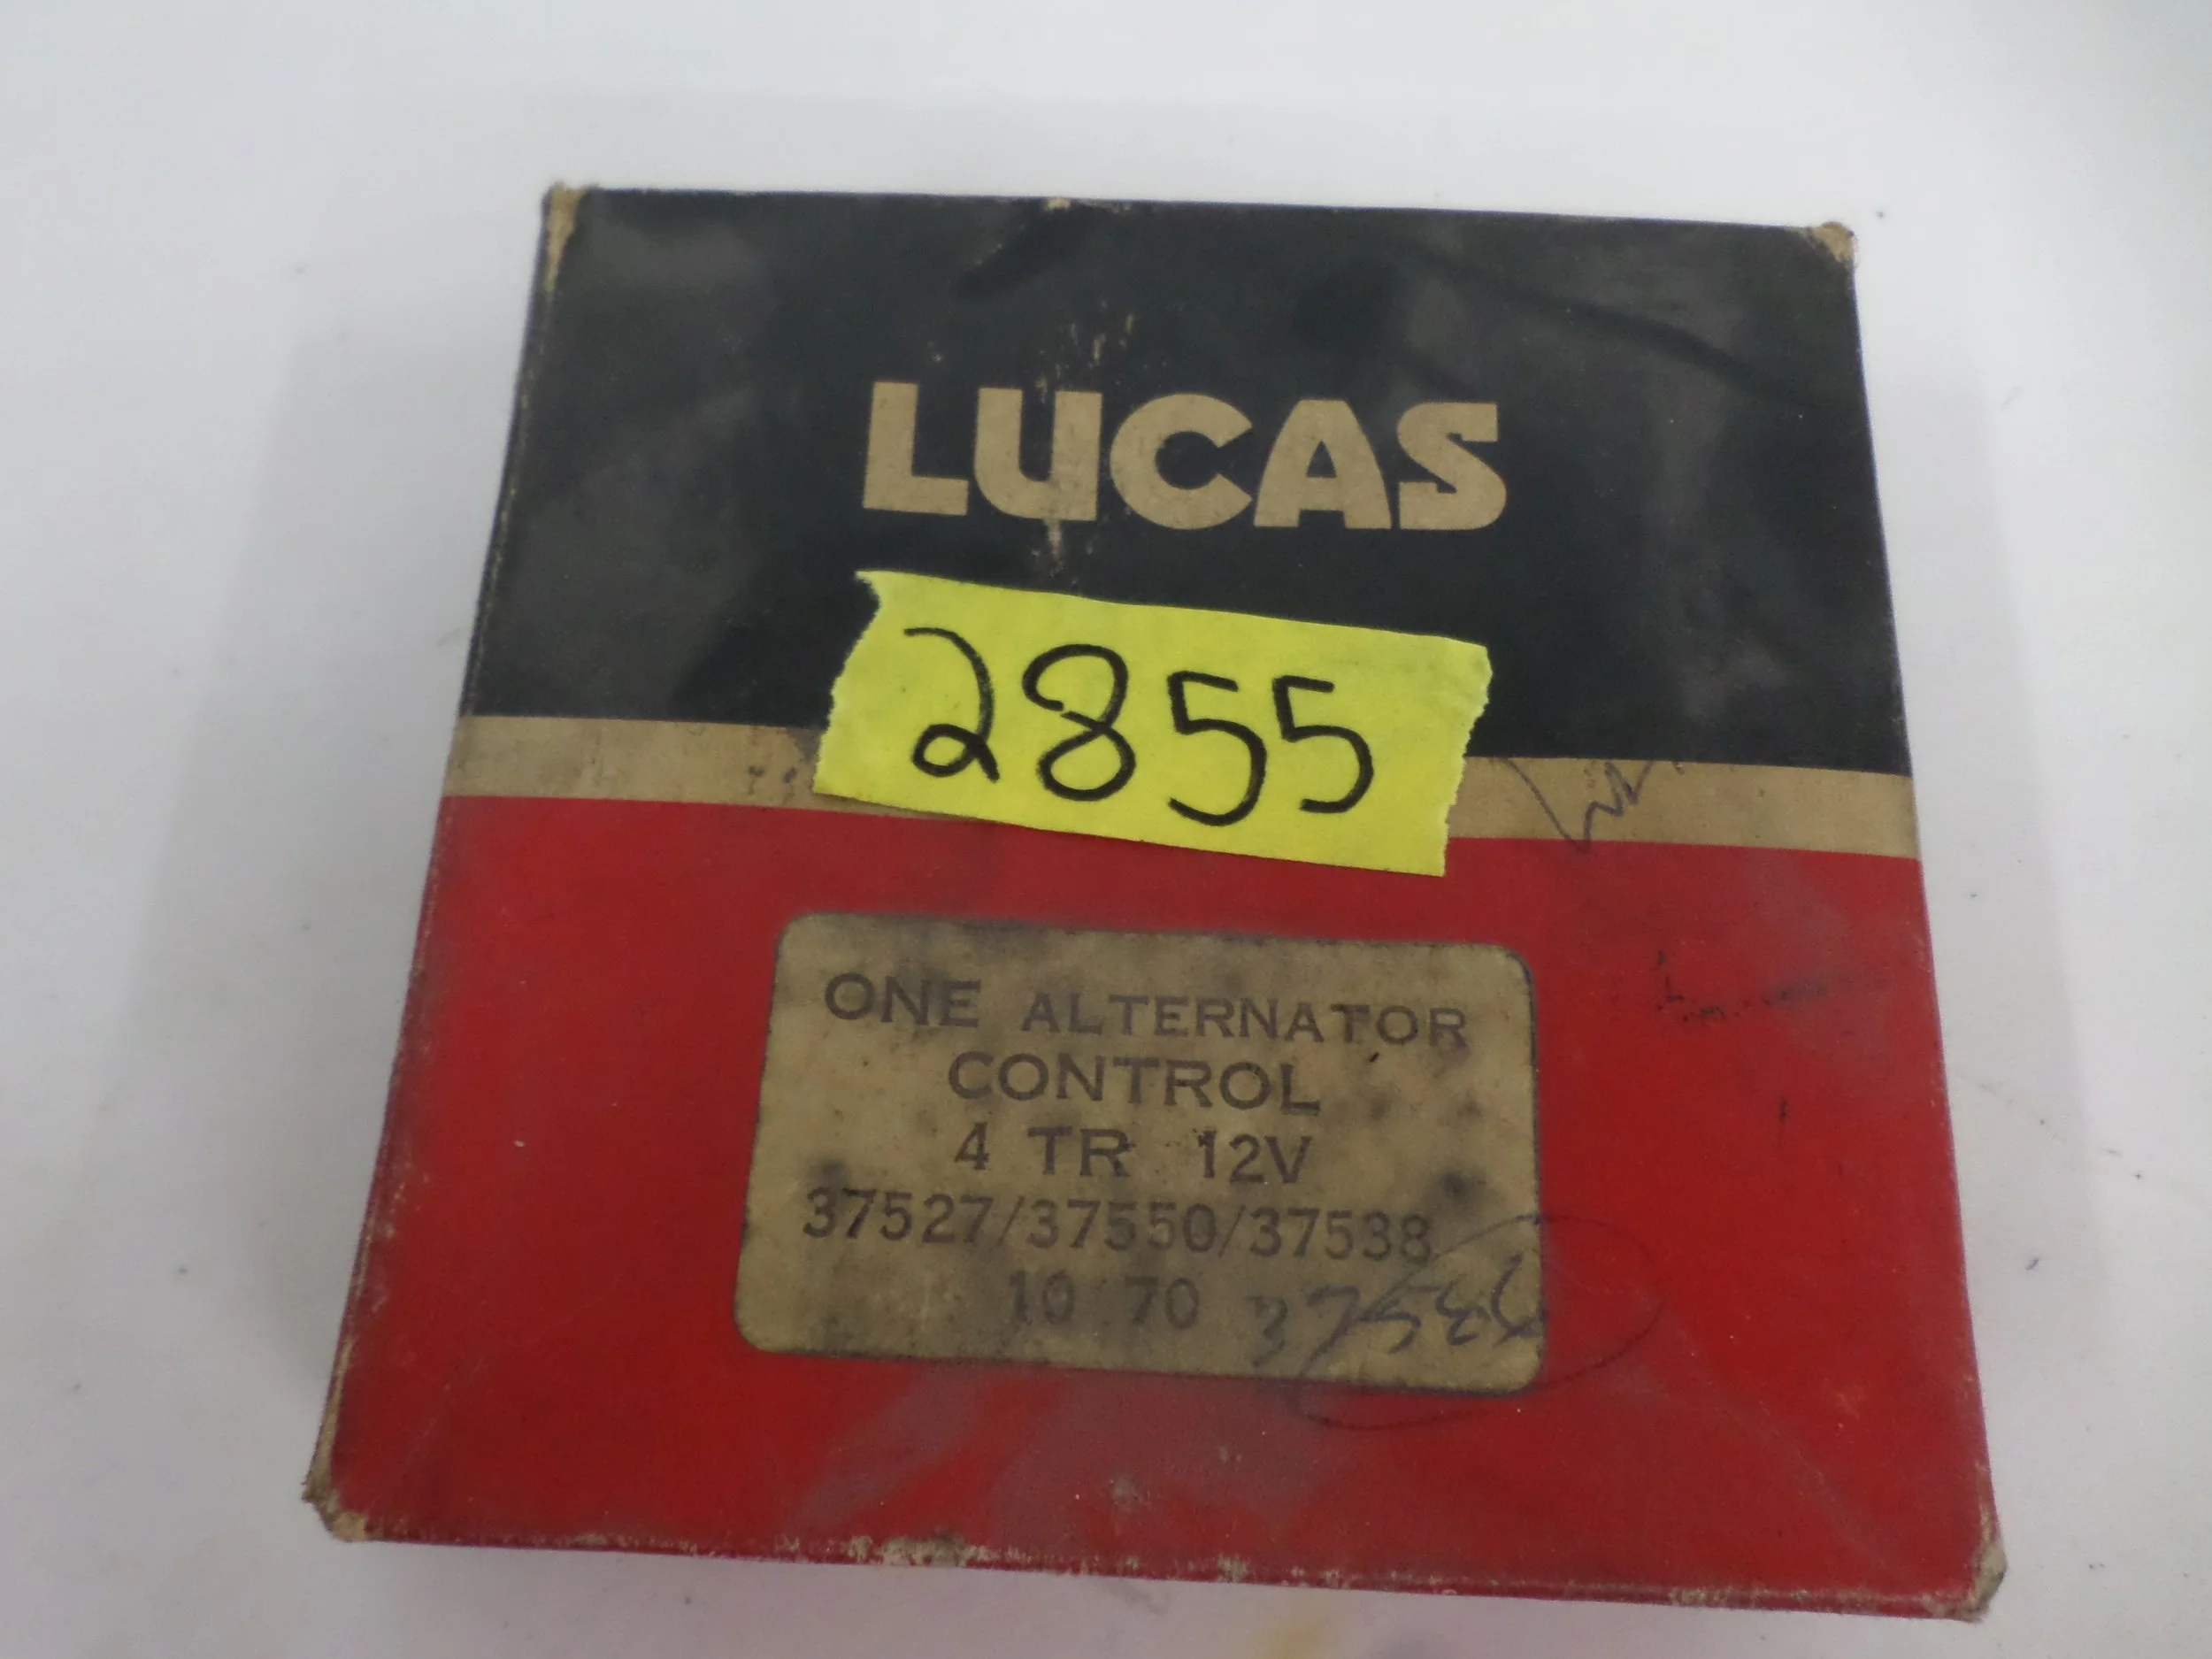 LUCAS
2855
ONE ALTERNATOR
CONTROL
4 TR 12V
37527/37550/37538
10 70